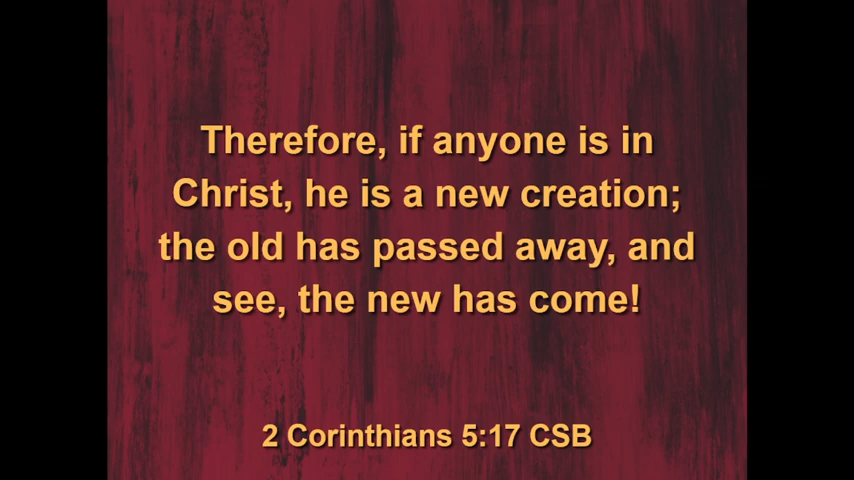 Therefore, if anyone is in
Christ, he is a new creation;
the old has passed away, and
see, the new has come!
2 Corinthians 5:17 CSB